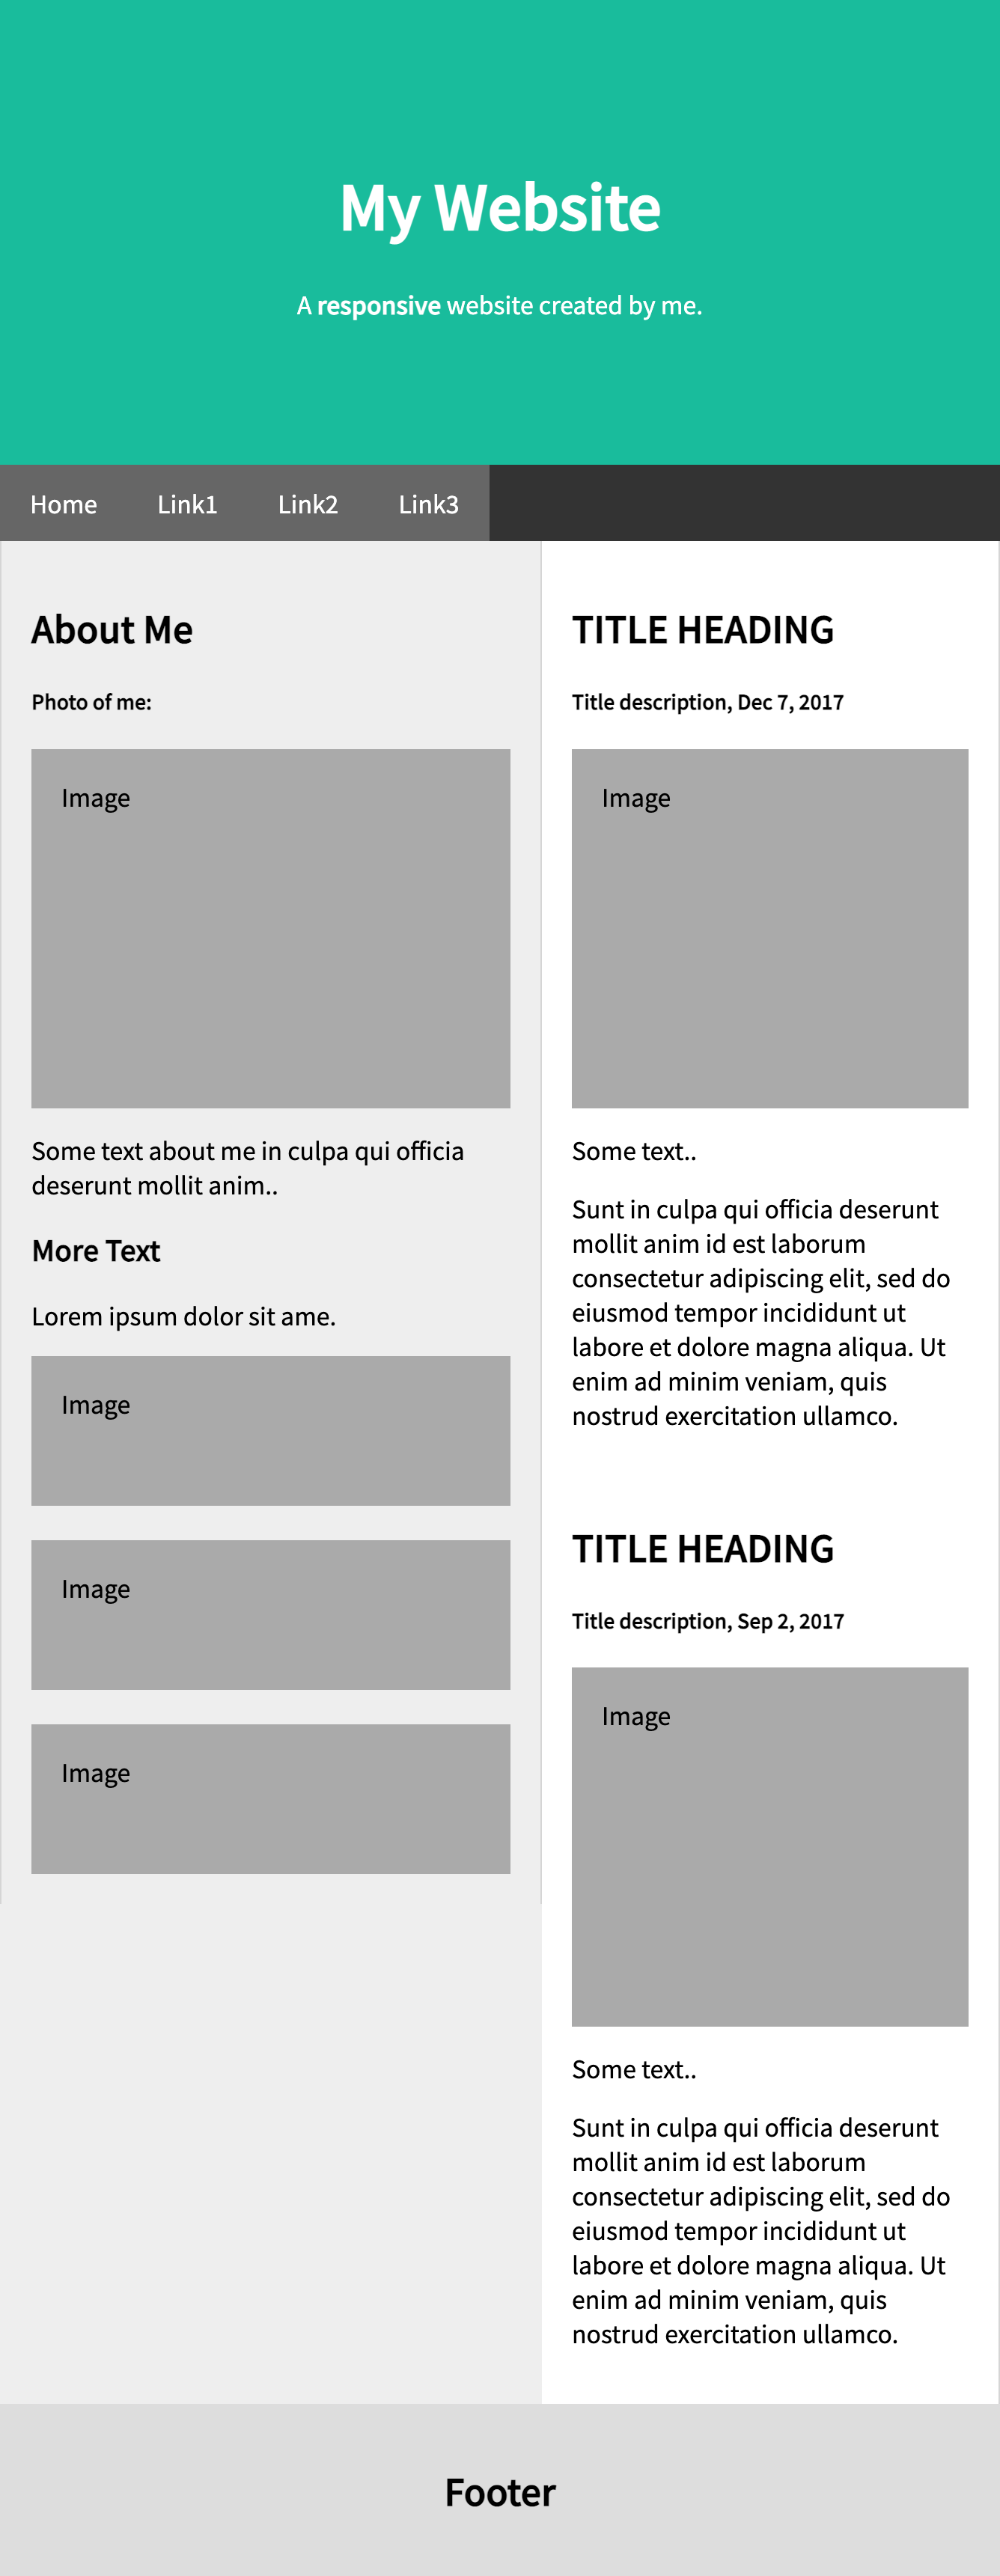 My Website
A responsive website created by me.
Home Link1 Link2 Link3
About Me
Photo of me:
Image
Some text about me in culpa qui officia
deserunt mollit anim..
More Text
Lorem ipsum dolor sit ame.
Image
Image
Image
TITLE HEADING
Title description, Dec 7, 2017
Image
Some text..
Sunt in culpa qui officia deserunt
mollit anim id est laborum
consectetur adipiscing elit, sed do
eiusmod tempor incididunt ut
labore et dolore magna aliqua. Ut
enim ad minim veniam, quis
nostrud exercitation ullamco.
TITLE HEADING
Title description, Sep 2, 2017
Image
Some text..
Sunt in culpa qui officia deserunt
mollit anim id est laborum
consectetur adipiscing elit, sed do
eiusmod tempor incididunt ut
labore et dolore magna aliqua. Ut
enim ad minim veniam, quis
nostrud exercitation ullamco.
Footer